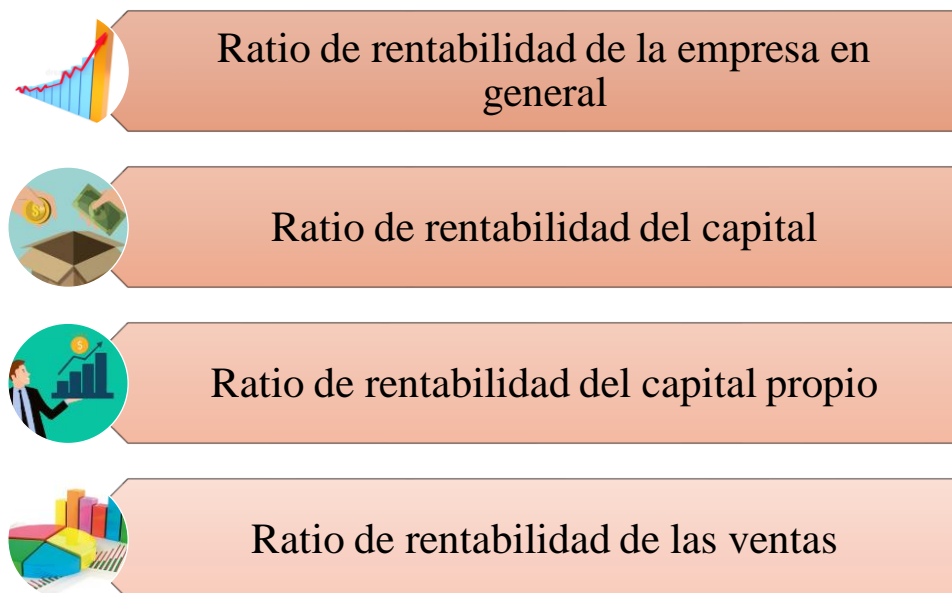 Ratio de rentabilidad de la empresa en
general
Ratio de rentabilidad del capital
Ratio de rentabilidad del capital propio
Ratio de rentabilidad de las ventas